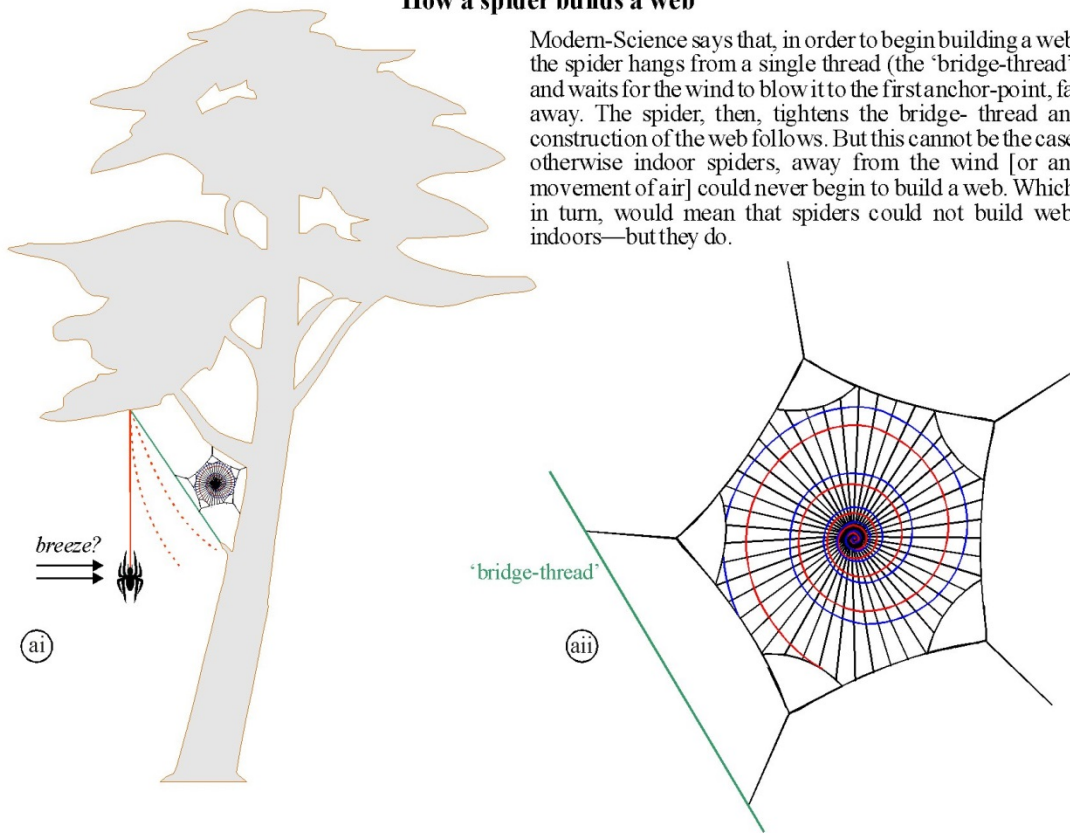 How a spider builds a web
Modern-Science says that, in order to begin building a web
the spider hangs from a single thread (the ‘bridge-thread’
and waits for the wind to blow it to the first anchor-point, fa
away. The spider, then, tightens the bridge- thread an
construction of the web follows. But this cannot be the case
otherwise indoor spiders, away from the wind [or an
movement of air] could never begin to build a web. Which
in turn, would mean that spiders could not build web
indoors—but they do.
breeze?
‘bridge-thread’
ai
aii